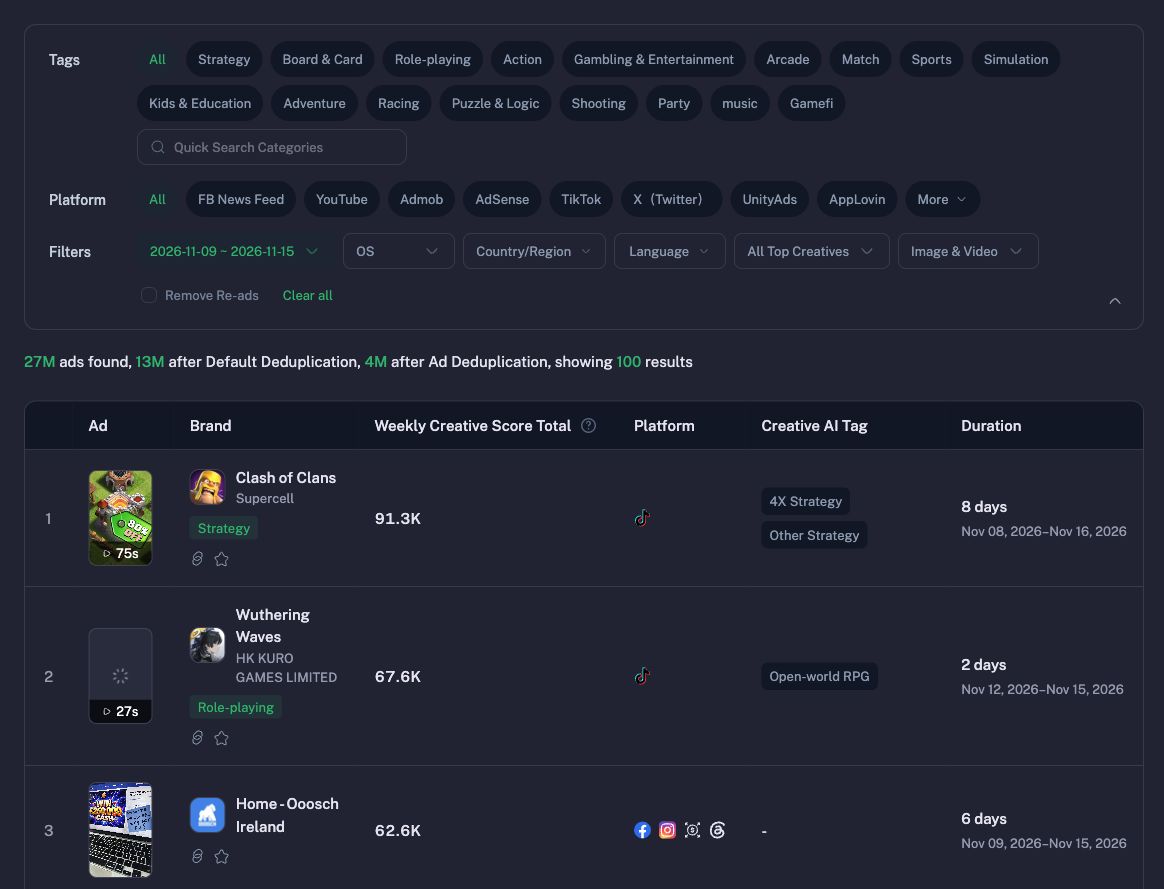 Tags All Strategy Board & Card Role-playing Action Gambling & Entertainment Arcade Match Sports Simulation
Kids & Education Adventure Racing Puzzle & Logic Shooting Party music Gamefi
Quick Search Categories
Platform All FB News Feed YouTube Admob AdSense TikTok X（Twitter） UnityAds AppLovin More
Filters 2026-11-09 ~ 2026-11-15 OS Country/Region Language All Top Creatives Image & Video
Remove Re-ads Clear all
27M ads found, 13M after Default Deduplication, 4M after Ad Deduplication, showing 100 results
Ad Brand Weekly Creative Score Total ? Platform Creative AI Tag Duration
1
80% OFF
75s
Clash of Clans
Supercell
Strategy
91.3K
4X Strategy
Other Strategy
8 days
Nov 08, 2026–Nov 16, 2026
2
27s
Wuthering
Waves
HK KURO
GAMES LIMITED
Role-playing
67.6K
Open-world RPG
2 days
Nov 12, 2026–Nov 15, 2026
3
WIN
CASH
Home - Ooosch
Ireland
62.6K
-
6 days
Nov 09, 2026–Nov 15, 2026